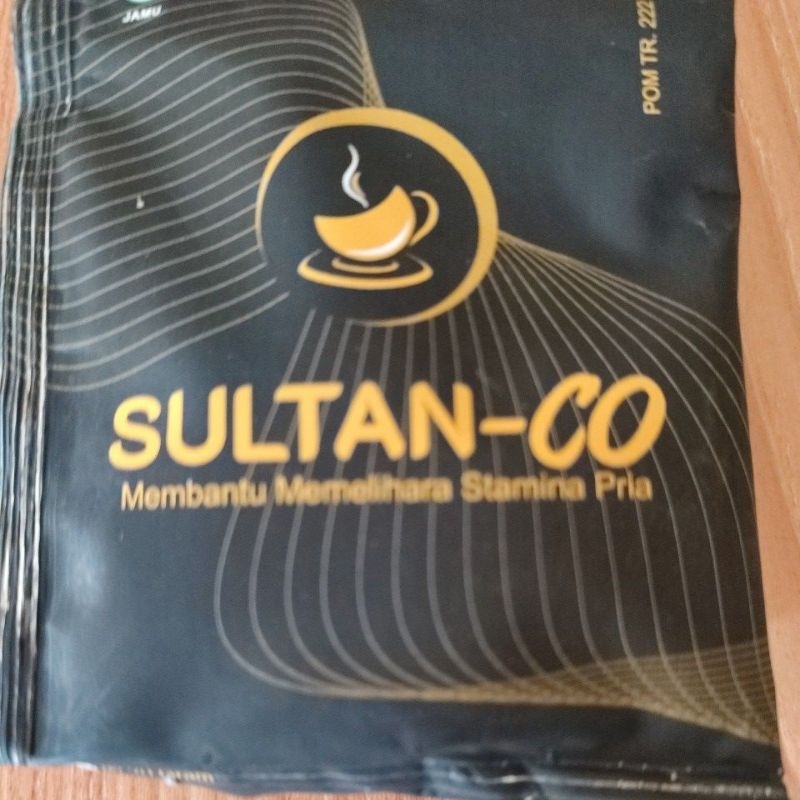 JAMU
POM TR. 222
SULTAN-CO
Membantu Memelihara Stamina Pria